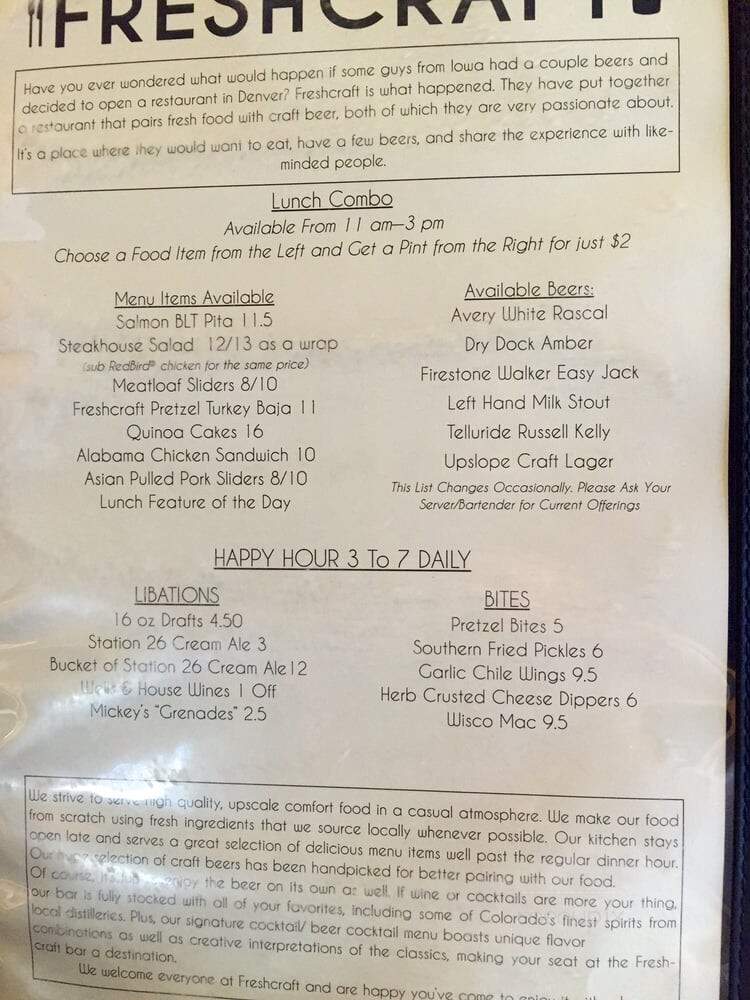 FRESHCRAFT
Have you ever wondered what would happen if some guys from Iowa had a couple beers and
decided to open a restaurant in Denver? Freshcraft is what happened. They have put together
a restaurant that pairs fresh food with craft beer, both of which they are very passionate about.
It's a place where they would want to eat, have a few beers, and share the experience with like-
minded people.
Lunch Combo
Available From 11 am—3 pm
Choose a Food Item from the Left and Get a Pint from the Right for just $2
Menu Items Available
Salmon BLT Pita 11.5
Steakhouse Salad 12/13 as a wrap
(sub RedBird® chicken for the same price)
Meatloaf Sliders 8/10
Freshcraft Pretzel Turkey Baja 11
Quinoa Cakes 16
Alabama Chicken Sandwich 10
Asian Pulled Pork Sliders 8/10
Lunch Feature of the Day
Available Beers:
Avery White Rascal
Dry Dock Amber
Firestone Walker Easy Jack
Left Hand Milk Stout
Telluride Russell Kelly
Upslope Craft Lager
This List Changes Occasionally. Please Ask Your
Server/Bartender for Current Offerings
HAPPY HOUR 3 To 7 DAILY
LIBATIONS
16 oz Drafts 4.50
Station 26 Cream Ale 3
Bucket of Station 26 Cream Ale12
Wells & House Wines 1 Off
Mickey's "Grenades" 2.5
BITES
Pretzel Bites 5
Southern Fried Pickles 6
Garlic Chile Wings 9.5
Herb Crusted Cheese Dippers 6
Wisco Mac 9.5
We strive to serve high quality, upscale comfort food in a casual atmosphere. We make our food
from scratch using fresh ingredients that we source locally whenever possible. Our kitchen stays
open late and serves a great selection of delicious menu items well past the regular dinner hour.
Our selection of craft beers has been handpicked for better pairing with our food.
Of course, enjoy the beer on its own as well. If wine or cocktails are more your thing,
our bar is fully stocked with all of your favorites, including some of Colorado's finest spirits from
local distilleries. Plus, our signature cocktail/ beer cocktail menu boasts unique flavor
combinations as well as creative interpretations of the classics, making your seat at the Fresh-
craft bar a destination.
We welcome everyone at Freshcraft and are happy you've come to enjoy it